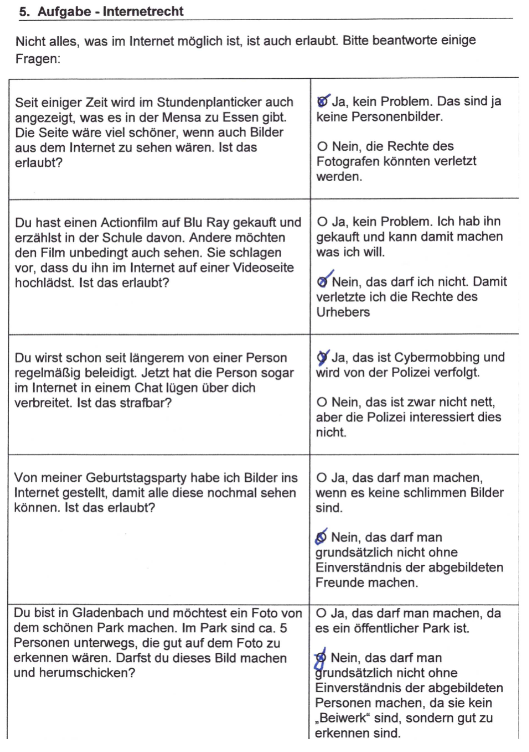 5. Aufgabe - Internetrecht
Nicht alles, was im Internet möglich ist, ist auch erlaubt. Bitte beantworte einige
Fragen:
Seit einiger Zeit wird im Stundenplanticker auch
angezeigt, was es in der Mensa zu Essen gibt.
Die Seite wäre viel schöner, wenn auch Bilder
aus dem Internet zu sehen wären. Ist das
erlaubt?
O Ja, kein Problem. Das sind ja
keine Personenbilder.
O Nein, die Rechte des
Fotografen könnten verletzt
werden.
Du hast einen Actionfilm auf Blu Ray gekauft und
erzählst in der Schule davon. Andere möchten
den Film unbedingt auch sehen. Sie schlagen
vor, dass du ihn im Internet auf einer Videoseite
hochlädst. Ist das erlaubt?
O Ja, kein Problem. Ich hab ihn
gekauft und kann damit machen
was ich will.
O Nein, das darf ich nicht. Damit
verletzte ich die Rechte des
Urhebers
Du wirst schon seit längerem von einer Person
regelmäßig beleidigt. Jetzt hat die Person sogar
im Internet in einem Chat lügen über dich
verbreitet. Ist das strafbar?
O Ja, das ist Cybermobbing und
wird von der Polizei verfolgt.
O Nein, das ist zwar nicht nett,
aber die Polizei interessiert dies
nicht.
Von meiner Geburtstagsparty habe ich Bilder ins
Internet gestellt, damit alle diese nochmal sehen
können. Ist das erlaubt?
O Ja, das darf man machen,
wenn es keine schlimmen Bilder
sind.
O Nein, das darf man
grundsätzlich nicht ohne
Einverständnis der abgebildeten
Freunde machen.
Du bist in Gladenbach und möchtest ein Foto von
dem schönen Park machen. Im Park sind ca. 5
Personen unterwegs, die gut auf dem Foto zu
erkennen wären. Darfst du dieses Bild machen
und herumschicken?
O Ja, das darf man machen, da
es ein öffentlicher Park ist.
O Nein, das darf man
grundsätzlich nicht ohne
Einverständnis der abgebildeten
Personen machen, da sie kein
„Beiwerk“ sind, sondern gut zu
erkennen sind.